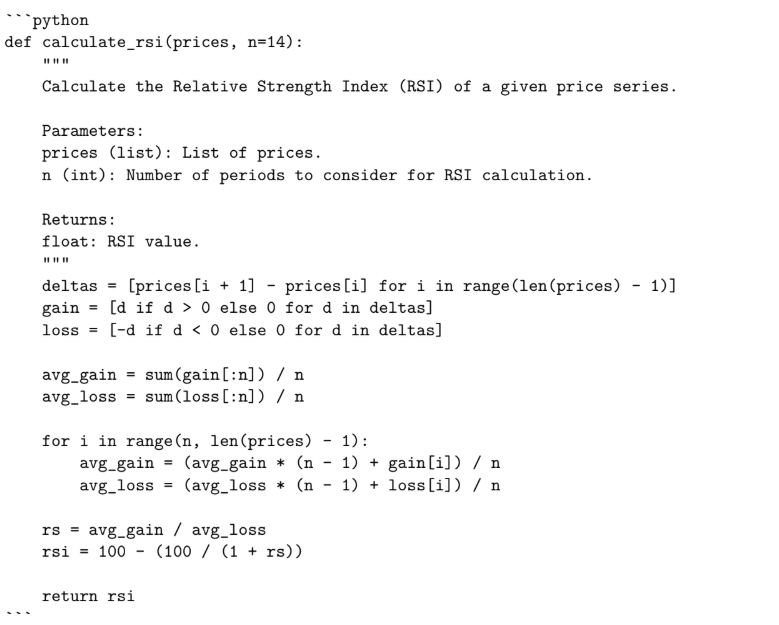 ```python
def calculate_rsi(prices, n=14):
    """
    Calculate the Relative Strength Index (RSI) of a given price series.

    Parameters:
    prices (list): List of prices.
    n (int): Number of periods to consider for RSI calculation.

    Returns:
    float: RSI value.
    """
    deltas = [prices[i + 1] - prices[i] for i in range(len(prices) - 1)]
    gain = [d if d > 0 else 0 for d in deltas]
    loss = [-d if d < 0 else 0 for d in deltas]

    avg_gain = sum(gain[:n]) / n
    avg_loss = sum(loss[:n]) / n

    for i in range(n, len(prices) - 1):
        avg_gain = (avg_gain * (n - 1) + gain[i]) / n
        avg_loss = (avg_loss * (n - 1) + loss[i]) / n

    rs = avg_gain / avg_loss
    rsi = 100 - (100 / (1 + rs))

    return rsi
```